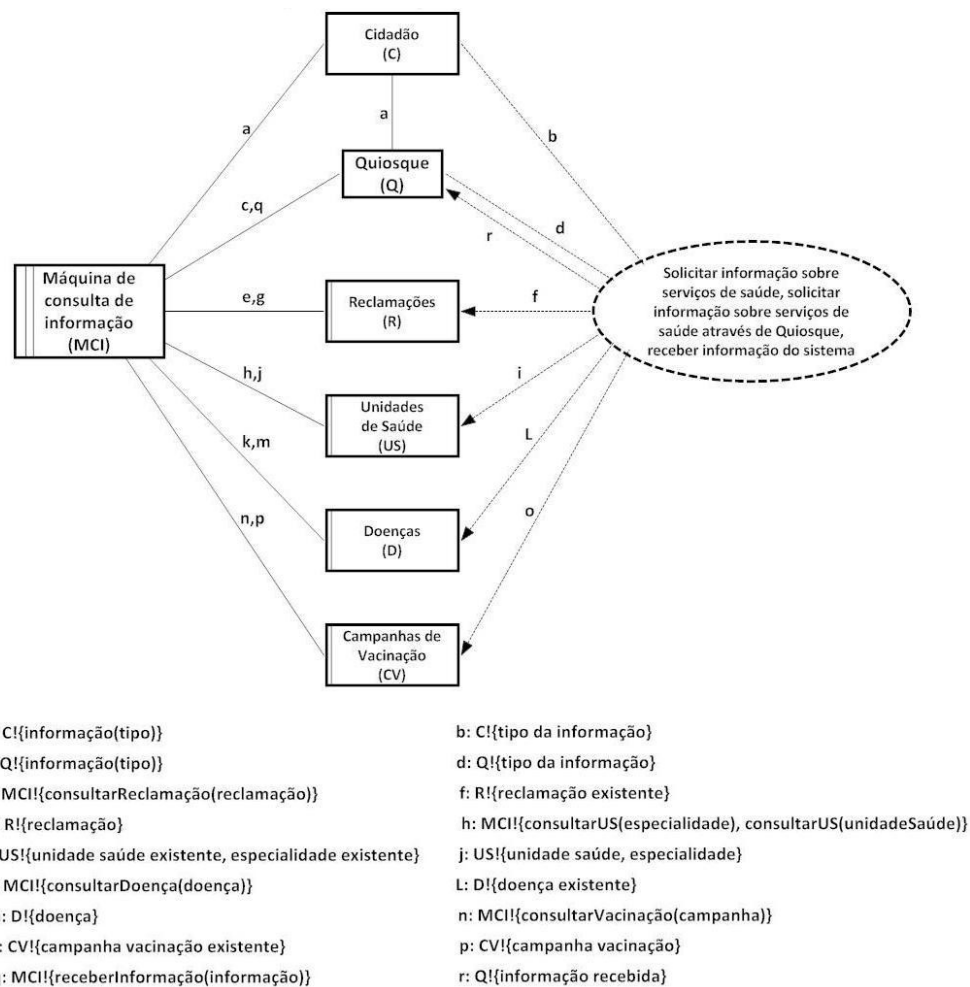 Cidadão
(C)
a
a
b
Quiosque
(Q)
c,q
d
r
Máquina de
consulta de
informação
(MCI)
e,g
Reclamações
(R)
f
Solicitar informação sobre
serviços de saúde, solicitar
informação sobre serviços de
saúde através de Quiosque,
receber informação do sistema
h,j
Unidades
de Saúde
(US)
i
k,m
L
Doenças
(D)
n,p
o
Campanhas de
Vacinação
(CV)
C!{informação(tipo)}
b: C!{tipo da informação}
Q!{informação(tipo)}
d: Q!{tipo da informação}
MCI!{consultarReclamação(reclamação)}
f: R!{reclamação existente}
R!{reclamação}
h: MCI!{consultarUS(especialidade), consultarUS(unidadeSaúde)}
US!{unidade saúde existente, especialidade existente}
j: US!{unidade saúde, especialidade}
MCI!{consultarDoença(doença)}
L: D!{doença existente}
: D!{doença}
n: MCI!{consultarVacinação(campanha)}
: CV!{campanha vacinação existente}
p: CV!{campanha vacinação}
: MCI!{receberInformação(informação)}
r: Q!{informação recebida}